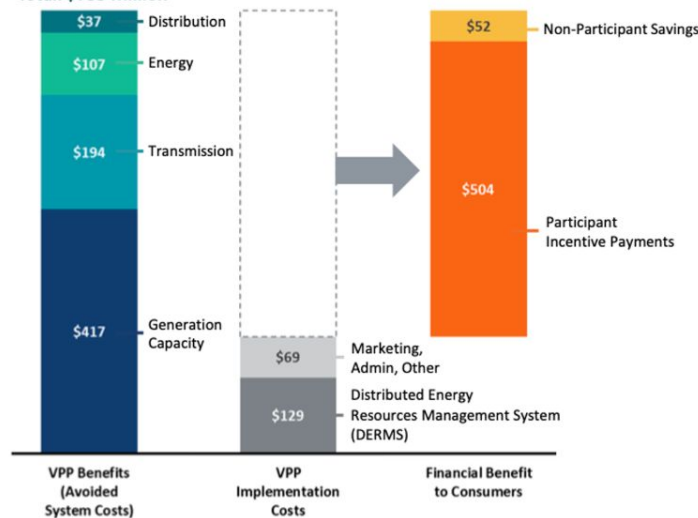 $37
Distribution
$107
Energy
$194
Transmission
$417
Generation
Capacity
$69
Marketing,
Admin, Other
$129
Distributed Energy
Resources Management System
(DERMS)
$52
Non-Participant Savings
$504
Participant
Incentive Payments
VPP Benefits
(Avoided
System Costs)
VPP
Implementation
Costs
Financial Benefit
to Consumers